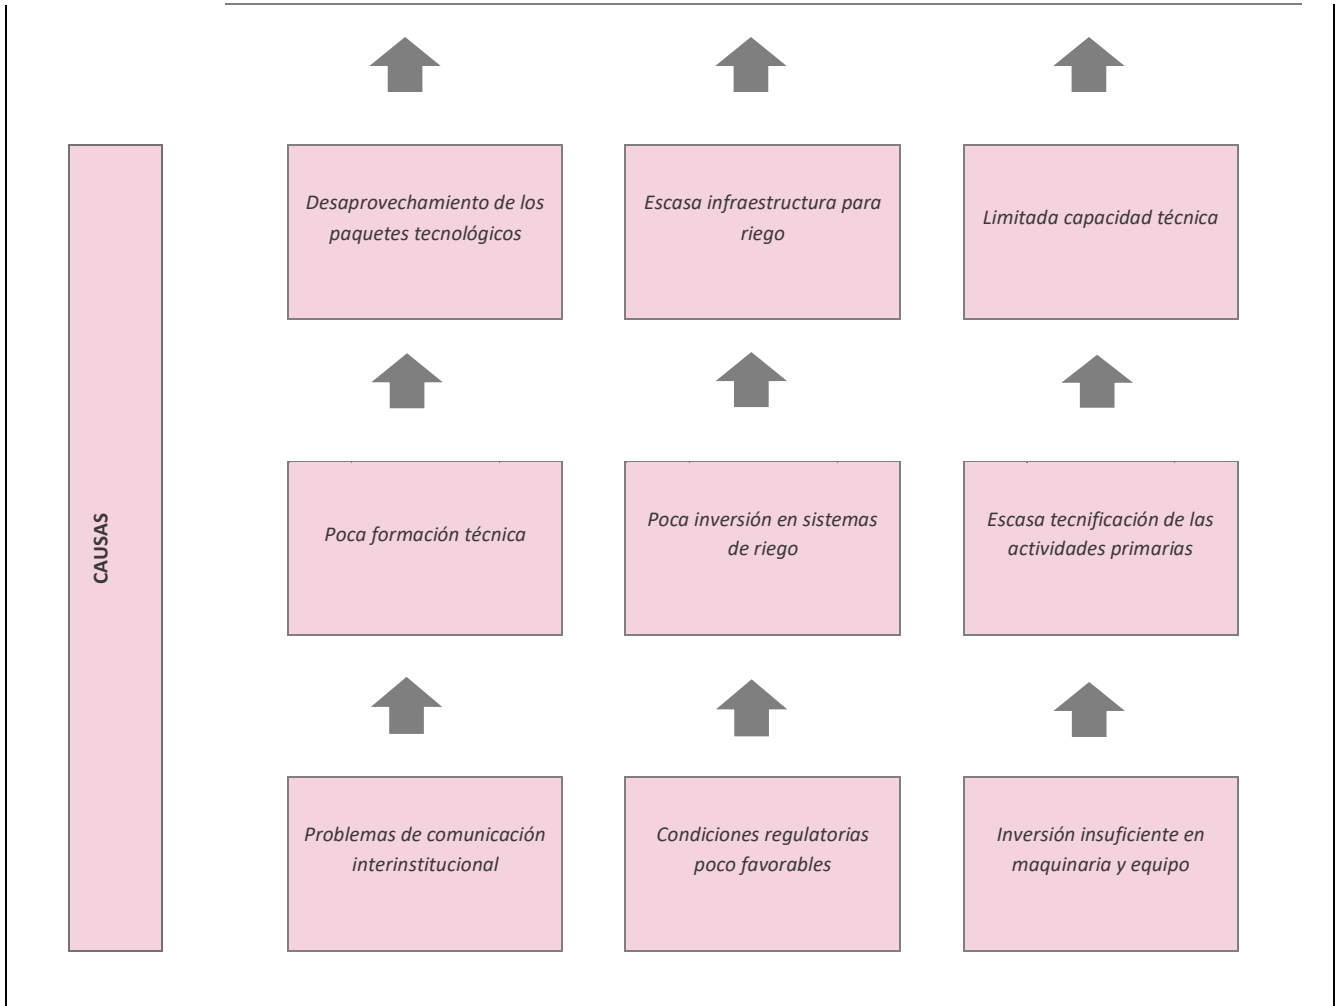 Desaprovechamiento de los
paquetes tecnológicos
Escasa infraestructura para
riego
Limitada capacidad técnica
CAUSAS
Poca formación técnica
Poca inversión en sistemas
de riego
Escasa tecnificación de las
actividades primarias
Problemas de comunicación
interinstitucional
Condiciones regulatorias
poco favorables
Inversión insuficiente en
maquinaria y equipo